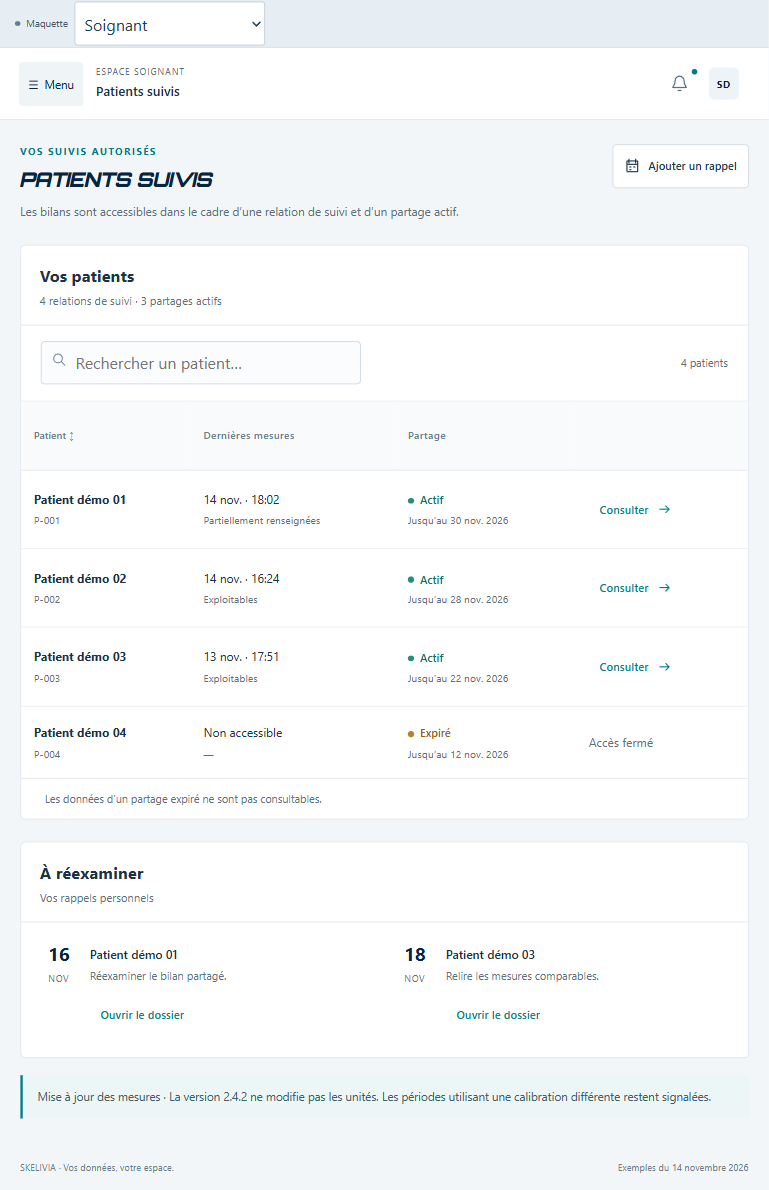 Maquette
Soignant
☰ Menu
ESPACE SOIGNANT
Patients suivis
SD
VOS SUIVIS AUTORISÉS
PATIENTS SUIVIS
Ajouter un rappel
Les bilans sont accessibles dans le cadre d'une relation de suivi et d'un partage actif.
Vos patients
4 relations de suivi · 3 partages actifs
Rechercher un patient...
4 patients
Patient ↕ Dernières mesures Partage
Patient démo 01 14 nov. · 18:02 Actif
P-001 Partiellement renseignées Jusqu'au 30 nov. 2026
Consulter →
Patient démo 02 14 nov. · 16:24 Actif
P-002 Exploitables Jusqu'au 28 nov. 2026
Consulter →
Patient démo 03 13 nov. · 17:51 Actif
P-003 Exploitables Jusqu'au 22 nov. 2026
Consulter →
Patient démo 04 Non accessible Expiré
P-004 — Jusqu'au 12 nov. 2026
Accès fermé
Les données d'un partage expiré ne sont pas consultables.
À réexaminer
Vos rappels personnels
16 NOV
Patient démo 01
Réexaminer le bilan partagé.
Ouvrir le dossier
18 NOV
Patient démo 03
Relire les mesures comparables.
Ouvrir le dossier
Mise à jour des mesures · La version 2.4.2 ne modifie pas les unités. Les périodes utilisant une calibration différente restent signalées.
SKELIVIA · Vos données, votre espace.
Exemples du 14 novembre 2026